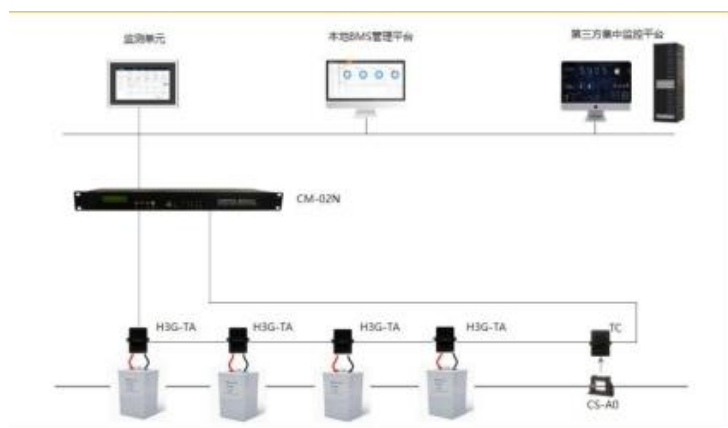 监测单元
本地BMS管理平台
第三方集中监控平台
CM-02N
H3G-TA
H3G-TA
H3G-TA
H3G-TA
TC
CS-A0